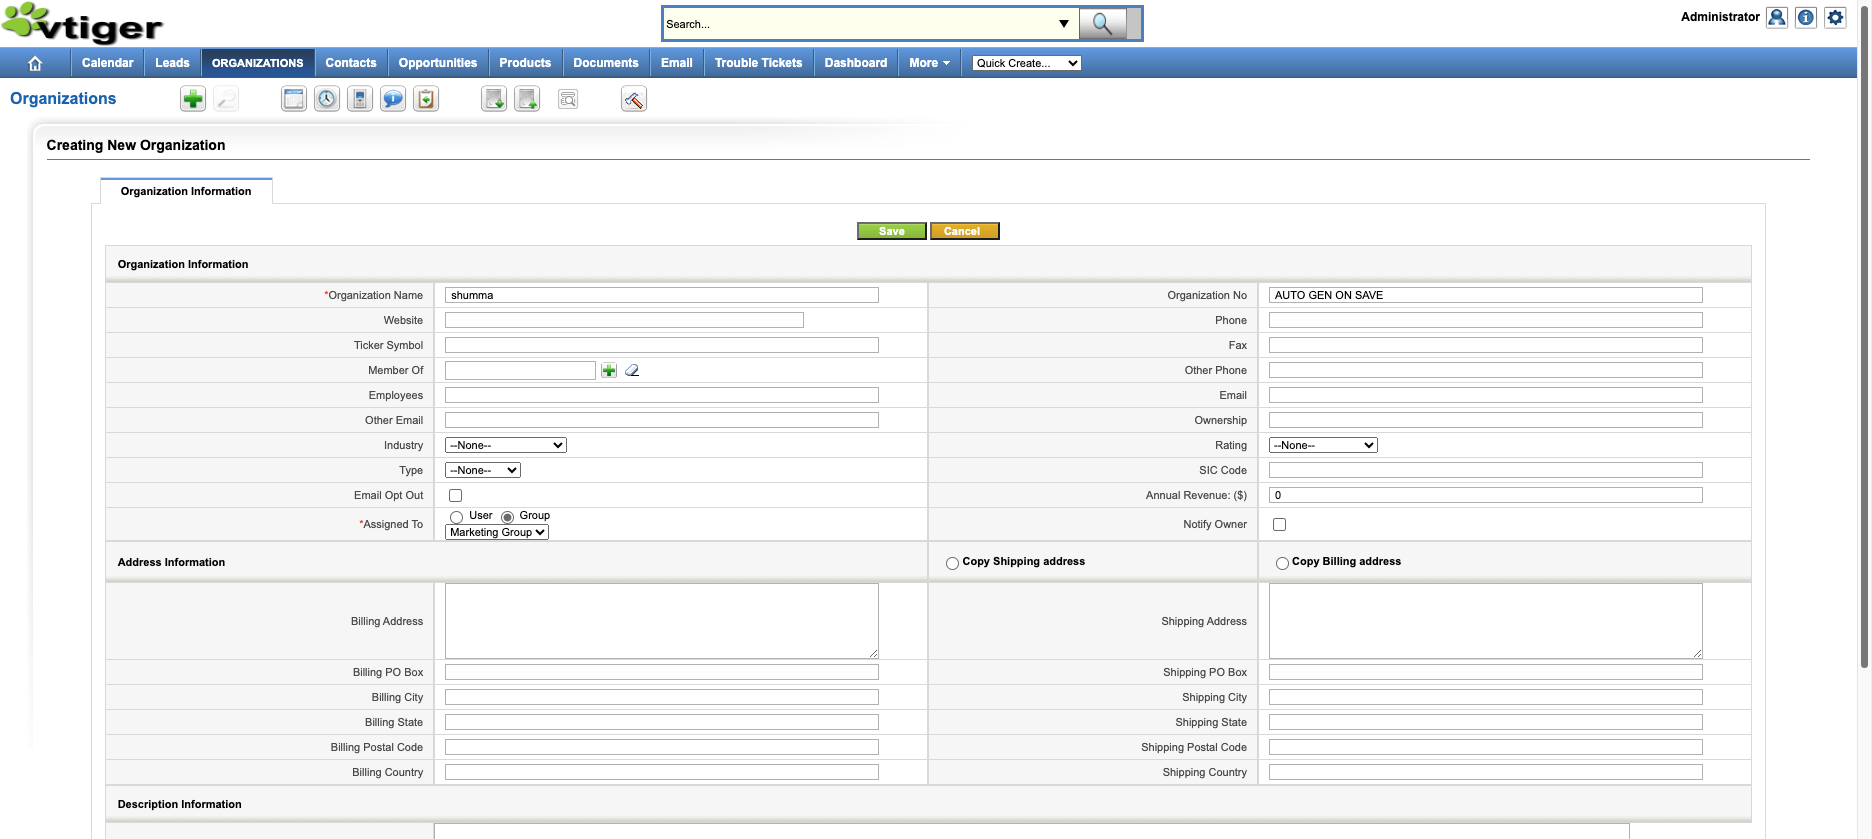 vtiger
Search...
Administrator
Calendar Leads ORGANIZATIONS Contacts Opportunities Products Documents Email Trouble Tickets Dashboard More Quick Create...
Organizations
Creating New Organization
Organization Information
Save Cancel
Organization Information
*Organization Name shumma Organization No AUTO GEN ON SAVE
Website Phone
Ticker Symbol Fax
Member Of Other Phone
Employees Email
Other Email Ownership
Industry --None-- Rating --None--
Type --None-- SIC Code
Email Opt Out Annual Revenue: ($) 0
*Assigned To User Group Notify Owner
Marketing Group
Address Information Copy Shipping address Copy Billing address
Billing Address Shipping Address
Billing PO Box Shipping PO Box
Billing City Shipping City
Billing State Shipping State
Billing Postal Code Shipping Postal Code
Billing Country Shipping Country
Description Information